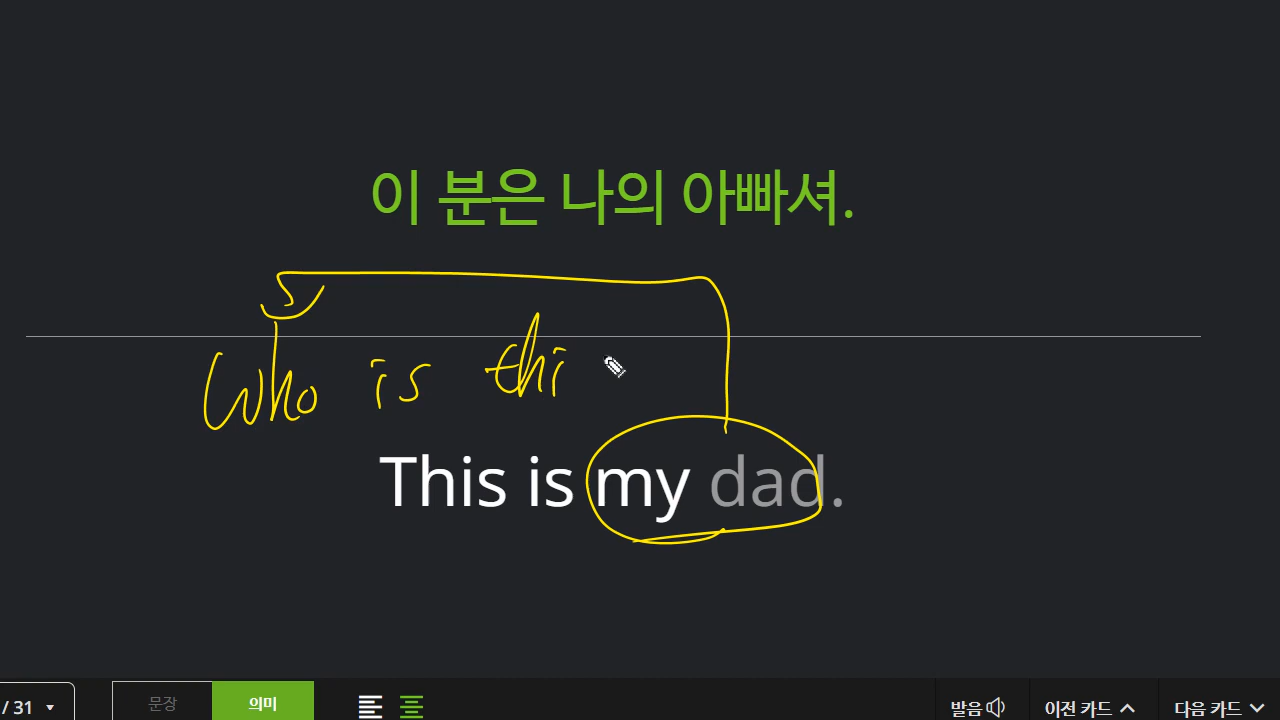 이 분은 나의 아빠셔.
Who is thi
This is my dad.
/ 31
문장
의미
발음
이전 카드
다음 카드